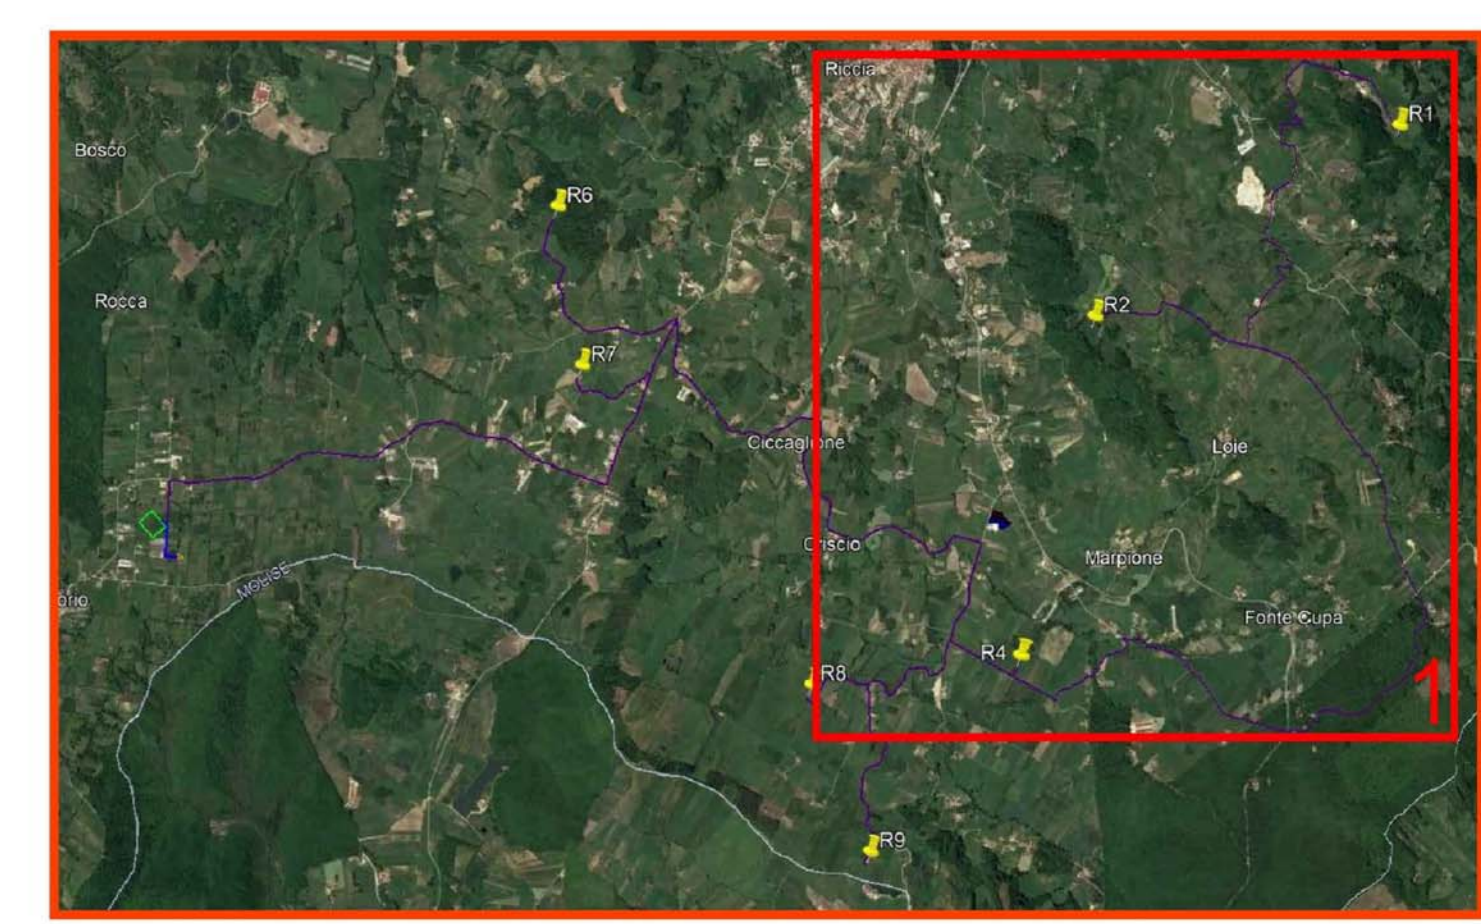 Riccia
R1
Bosco
R6
Rocca
R2
R7
Ciccaglione
Loie
Criscio
Marpione
MOLISE
orio
Fonte Cupa
R4
R8
1
R9